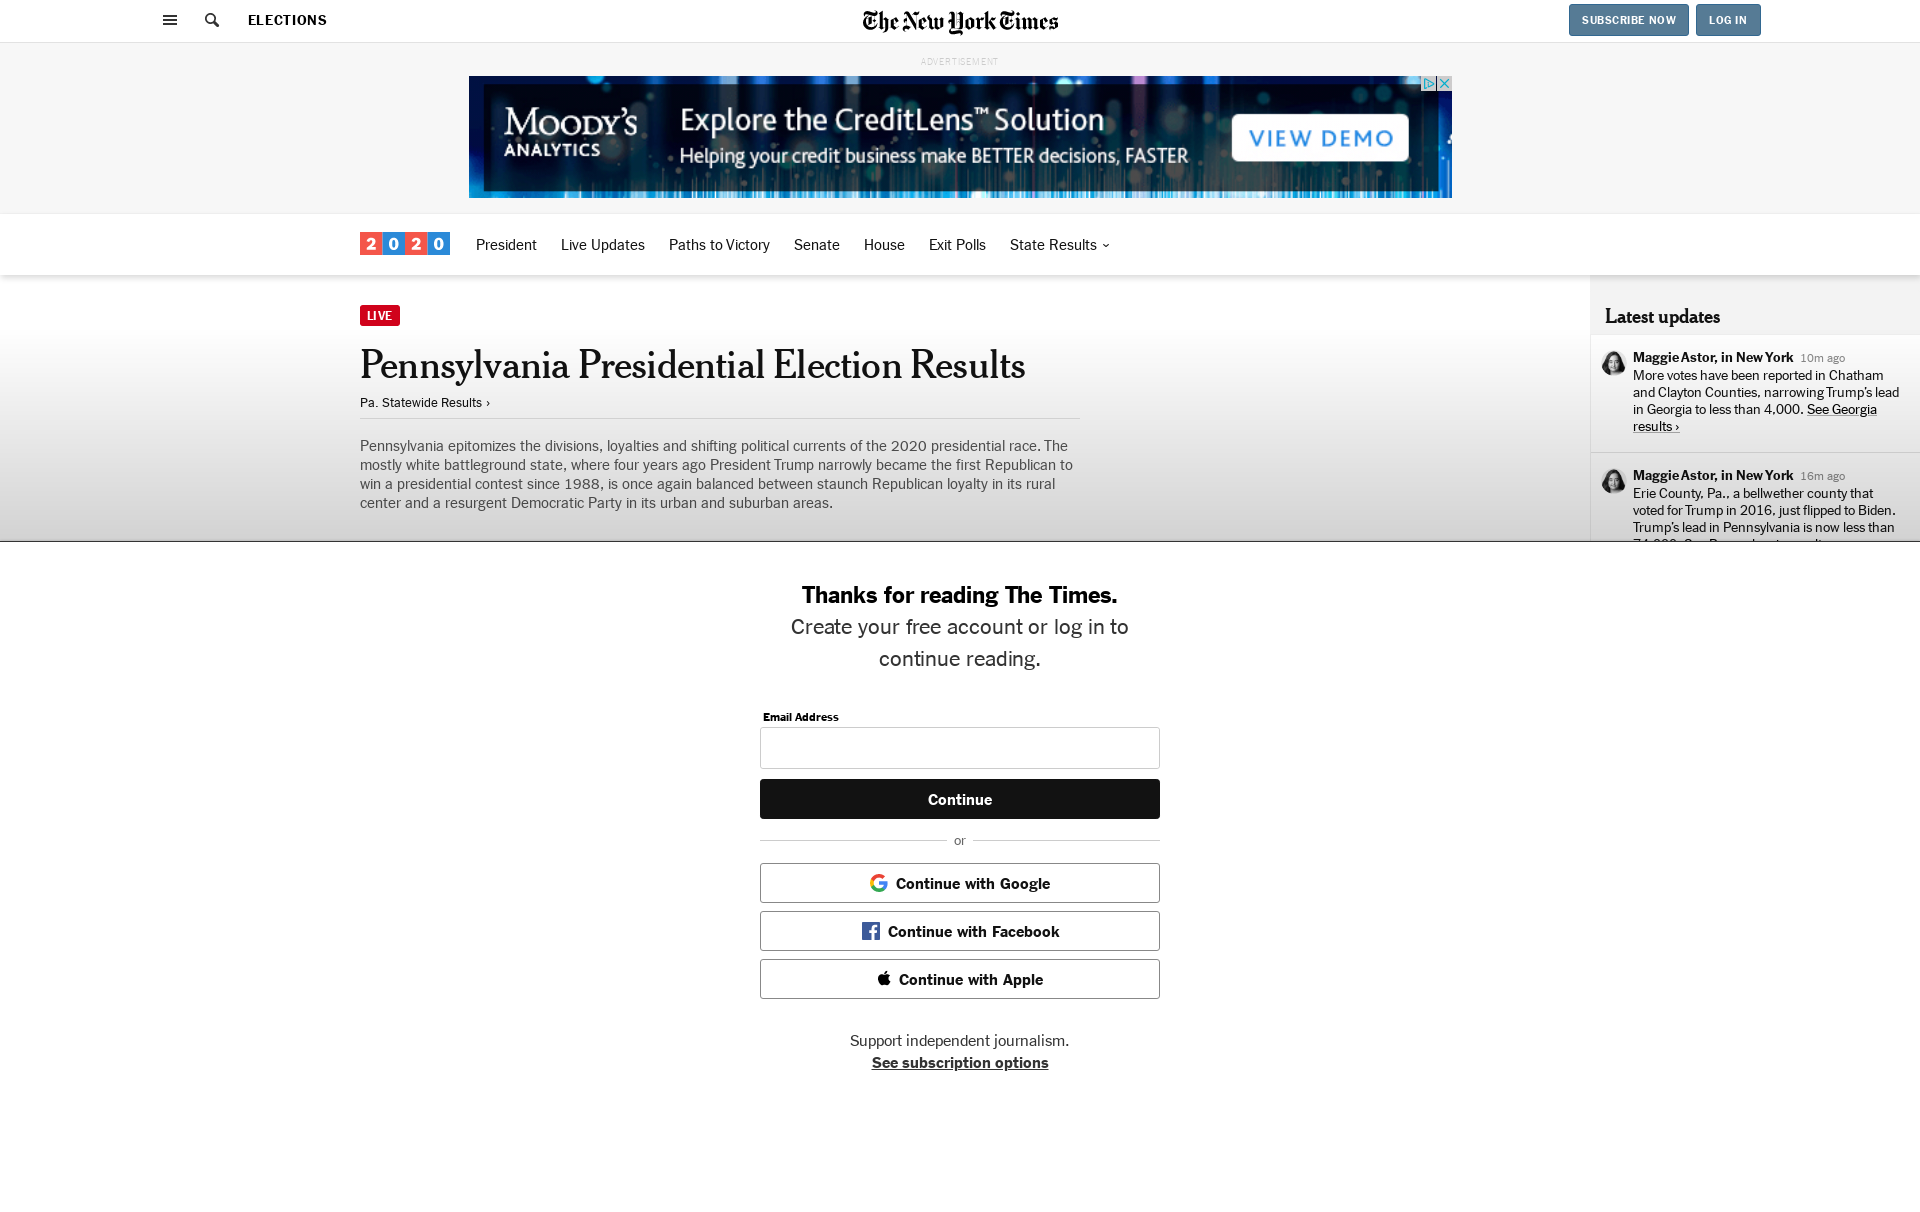 ELECTIONS
The New York Times
SUBSCRIBE NOW
LOG IN
ADVERTISEMENT
MOODY'S
ANALYTICS
Explore the CreditLens™ Solution
Helping your credit business make BETTER decisions, FASTER
VIEW DEMO
2020
President
Live Updates
Paths to Victory
Senate
House
Exit Polls
State Results
LIVE
Pennsylvania Presidential Election Results
Pa. Statewide Results ›
Pennsylvania epitomizes the divisions, loyalties and shifting political currents of the 2020 presidential race. The
mostly white battleground state, where four years ago President Trump narrowly became the first Republican to
win a presidential contest since 1988, is once again balanced between staunch Republican loyalty in its rural
center and a resurgent Democratic Party in its urban and suburban areas.
Latest updates
Maggie Astor, in New York 10m ago
More votes have been reported in Chatham
and Clayton Counties, narrowing Trump's lead
in Georgia to less than 4,000. See Georgia
results ›
Maggie Astor, in New York 16m ago
Erie County, Pa., a bellwether county that
voted for Trump in 2016, just flipped to Biden.
Trump's lead in Pennsylvania is now less than
Thanks for reading The Times.
Create your free account or log in to
continue reading.
Email Address
Continue
or
Continue with Google
Continue with Facebook
Continue with Apple
Support independent journalism.
See subscription options